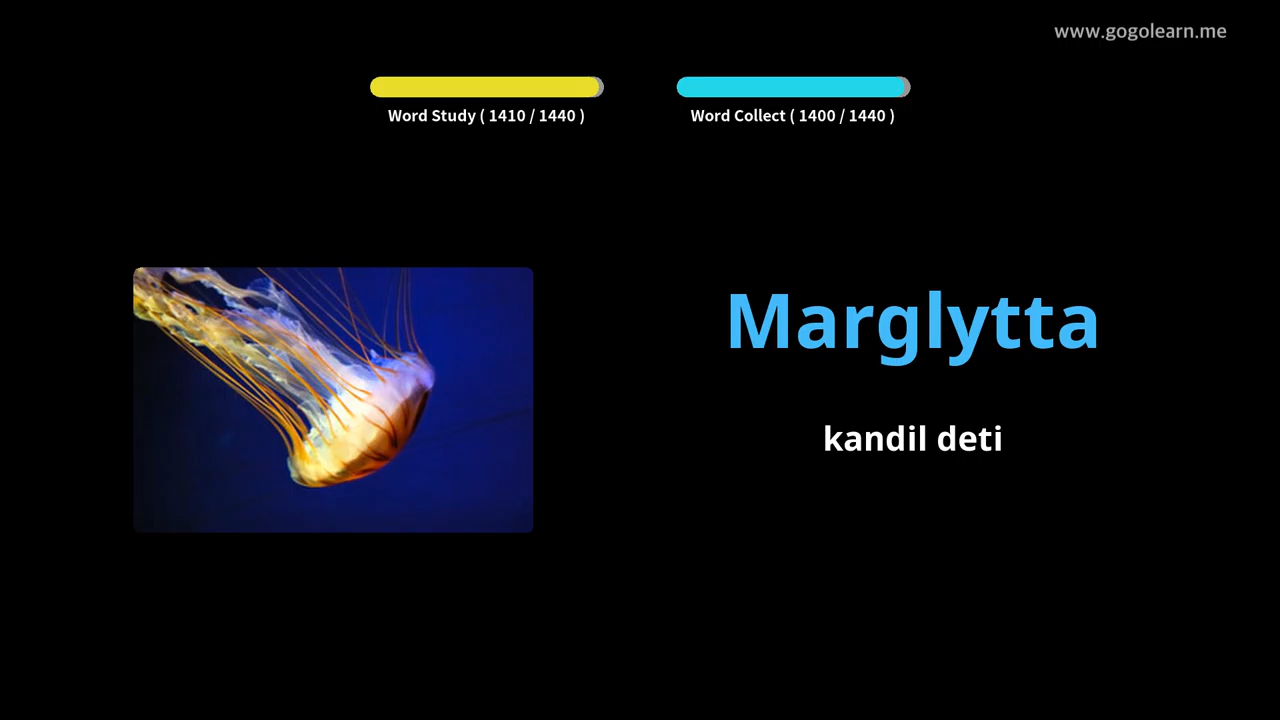 www.gogolearn.me
Word Study ( 1410 / 1440 )
Word Collect ( 1400 / 1440 )
Marglytta
kandil deti